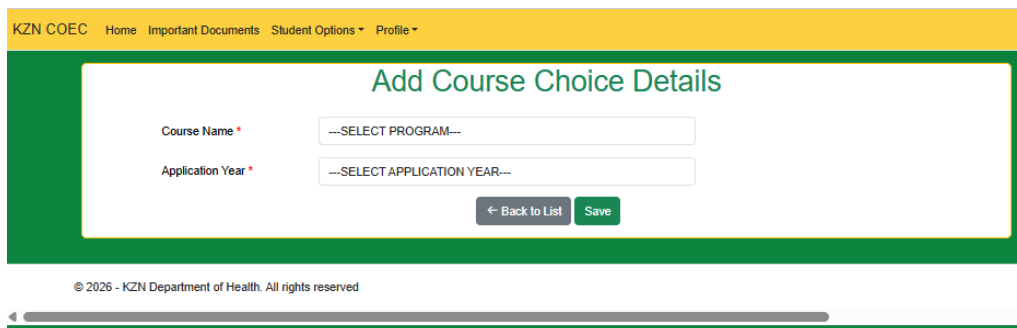 KZN COEC Home Important Documents Student Options Profile
Add Course Choice Details
Course Name * ---SELECT PROGRAM---
Application Year * ---SELECT APPLICATION YEAR---
← Back to List Save
© 2026 - KZN Department of Health. All rights reserved